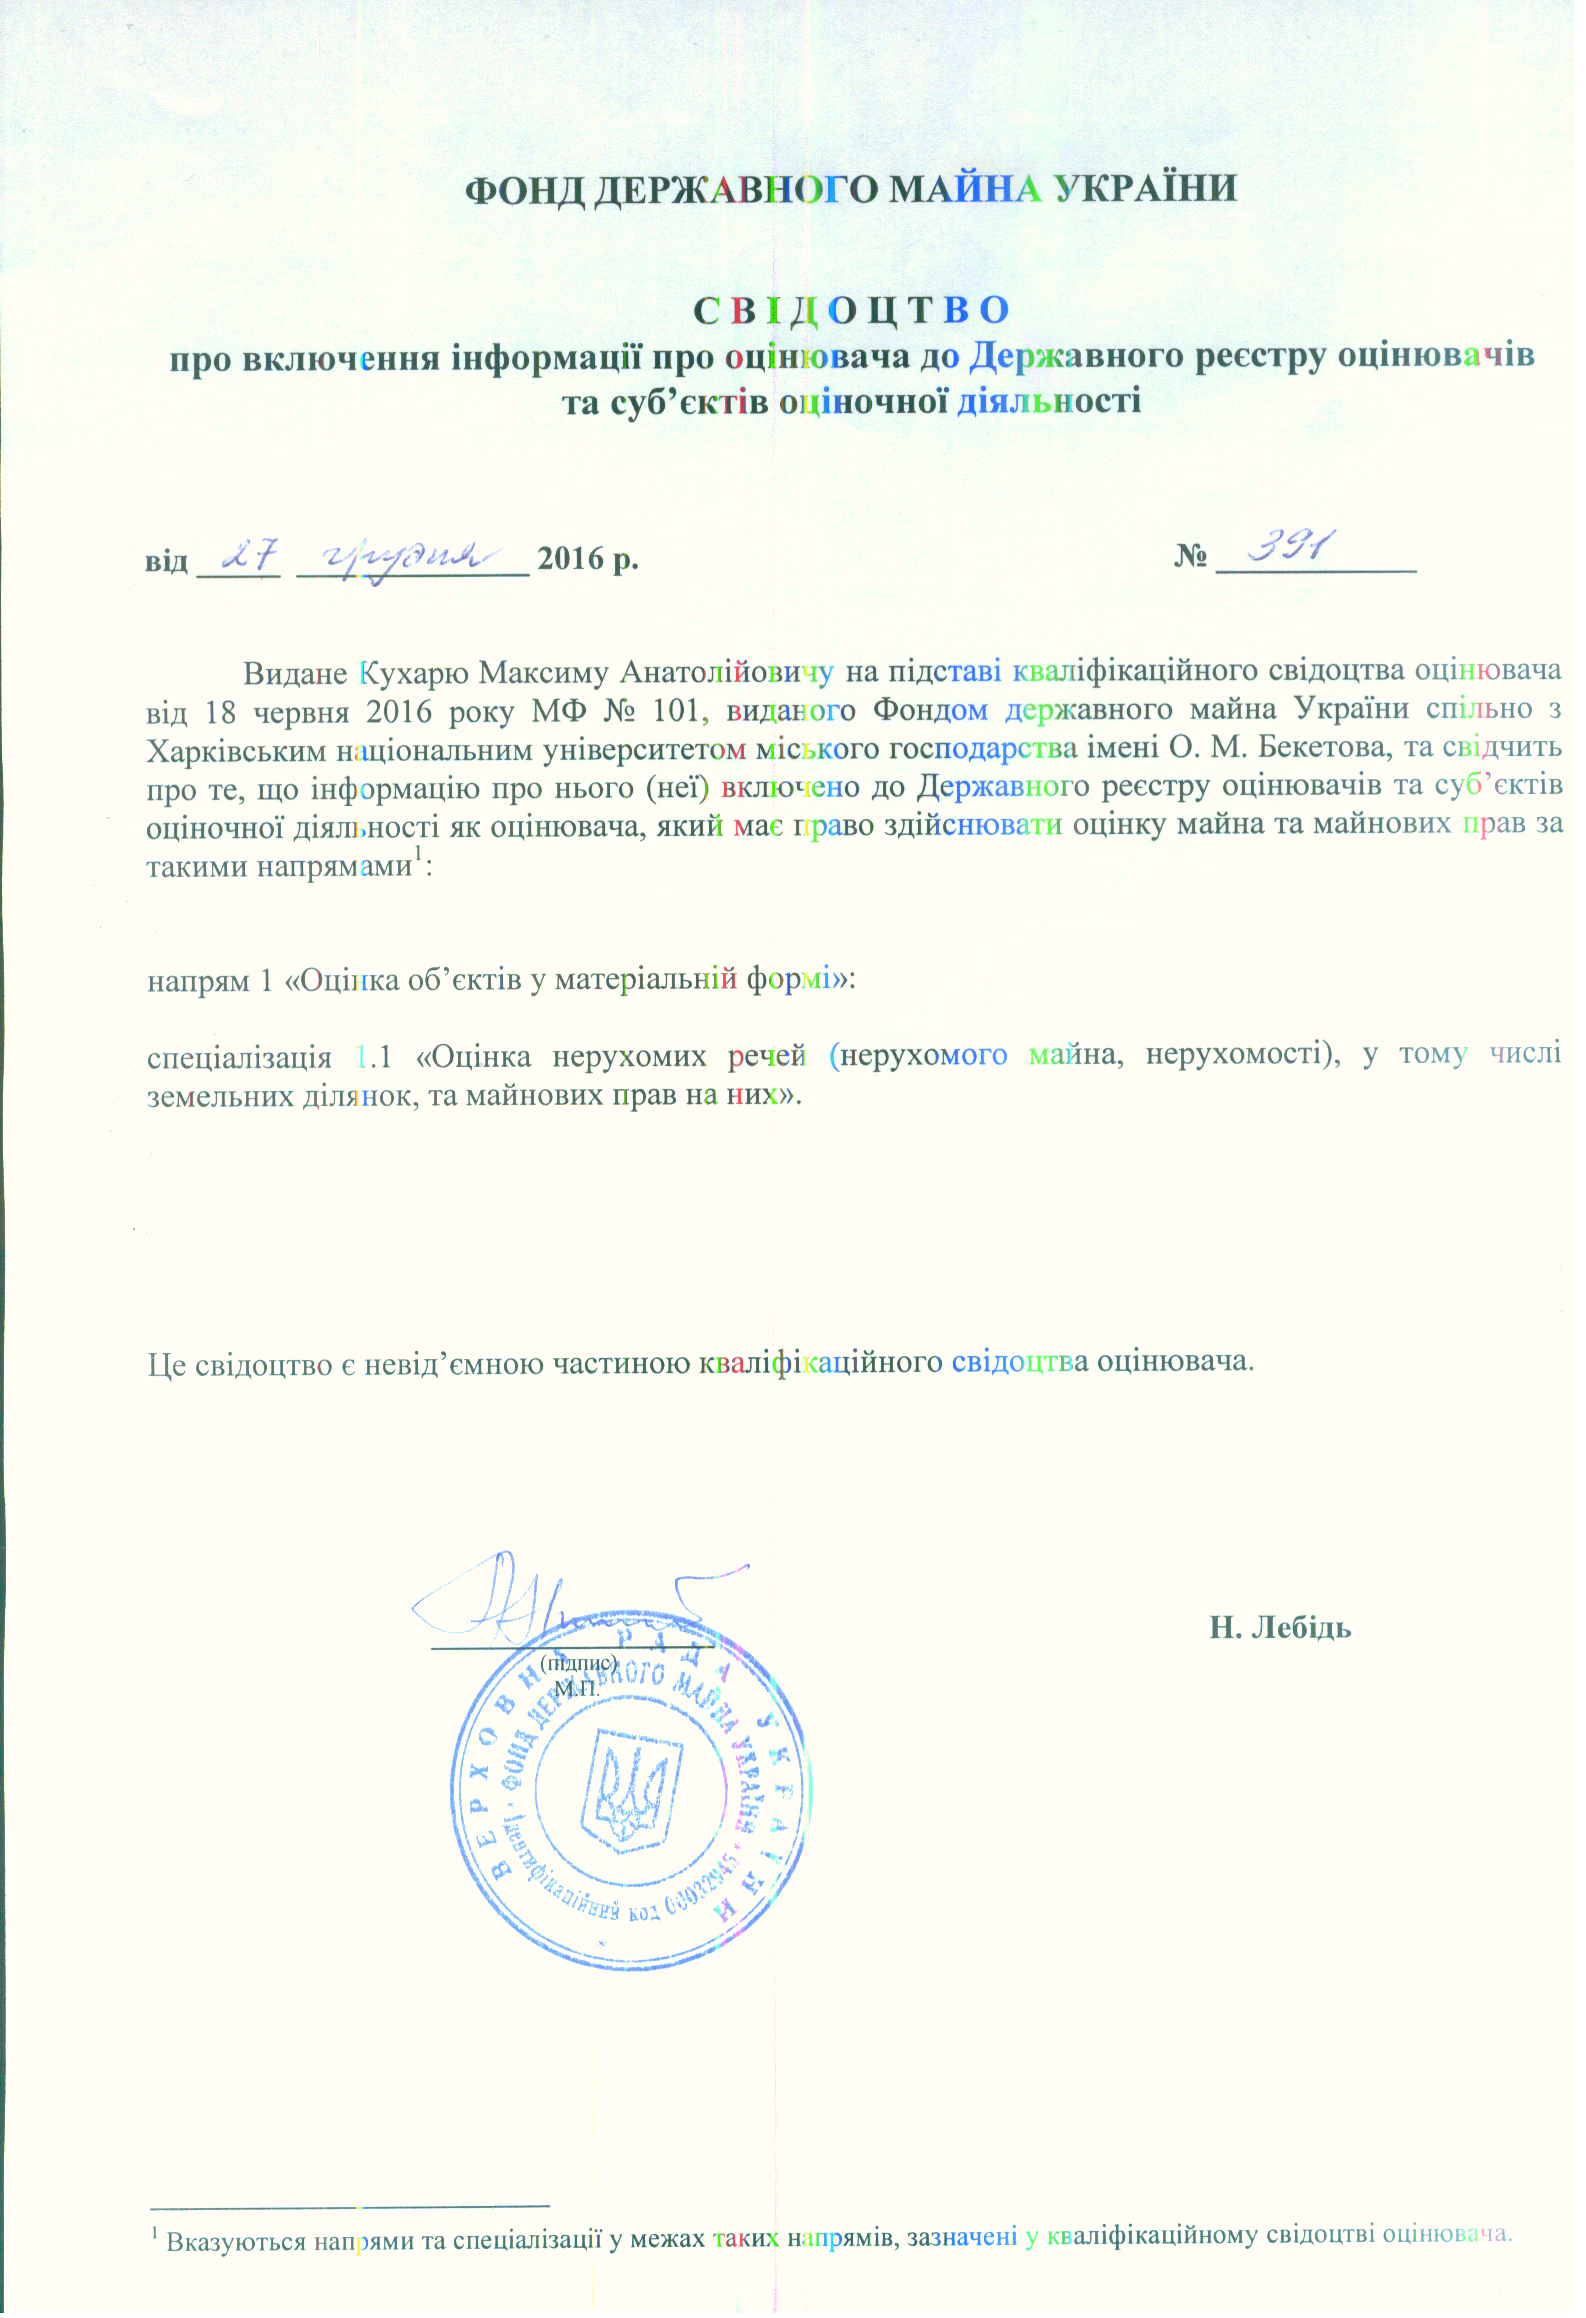 ФОНД ДЕРЖАВНОГО МАЙНА УКРАЇНИ
СВІДОЦТВО
про включення інформації про оцінювача до Державного реєстру оцінювачів
та суб’єктів оціночної діяльності
від 27 грудня 2016 р. № 391
Видане Кухарю Максиму Анатолійовичу на підставі кваліфікаційного свідоцтва оцінювача
від 18 червня 2016 року МФ № 101, виданого Фондом державного майна України спільно з
Харківським національним університетом міського господарства імені О. М. Бекетова, та свідчить
про те, що інформацію про нього (неї) включено до Державного реєстру оцінювачів та суб’єктів
оціночної діяльності як оцінювача, який має право здійснювати оцінку майна та майнових прав за
такими напрямами1:
напрям 1 «Оцінка об’єктів у матеріальній формі»:
спеціалізація 1.1 «Оцінка нерухомих речей (нерухомого майна, нерухомості), у тому числі
земельних ділянок, та майнових прав на них».
Це свідоцтво є невід’ємною частиною кваліфікаційного свідоцтва оцінювача.
Н. Лебідь
(підпис)
М.П.
ВЕРХОВНА РАДА УКРАЇНИ
ФОНД ДЕРЖАВНОГО МАЙНА УКРАЇНИ
Ідентифікаційний код 00032945
1 Вказуються напрями та спеціалізації у межах таких напрямів, зазначені у кваліфікаційному свідоцтві оцінювача.